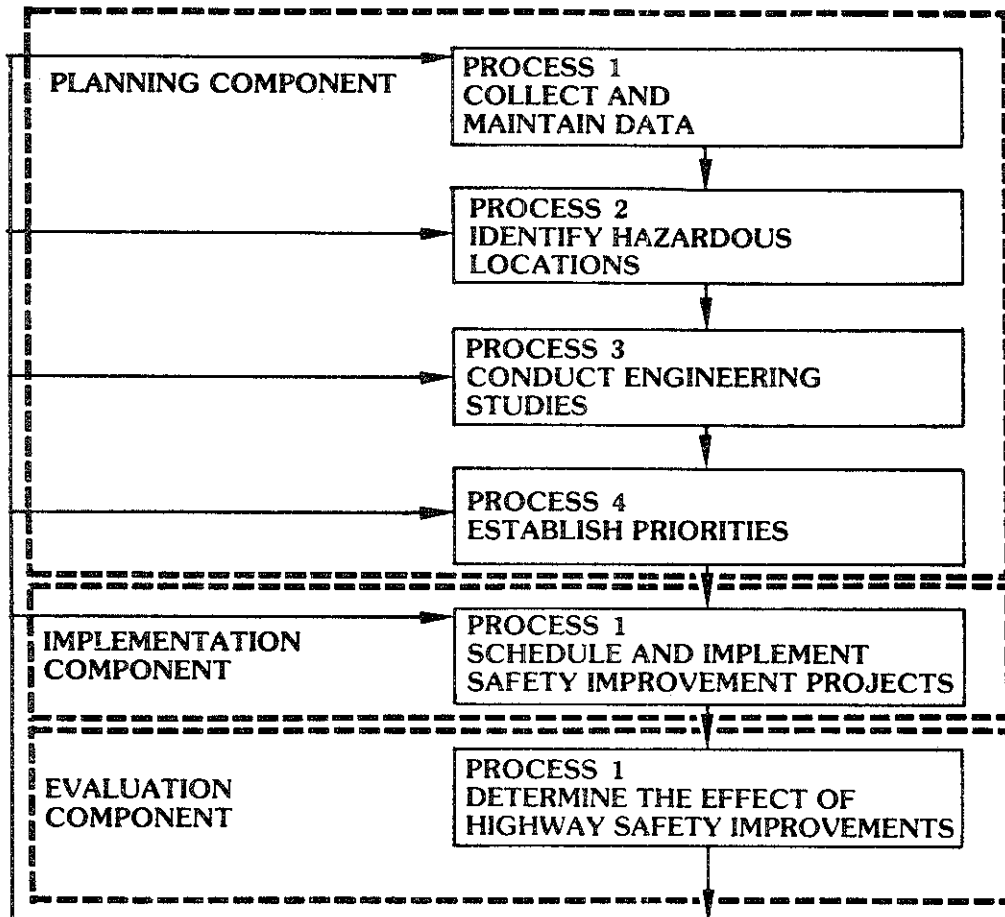 PLANNING COMPONENT
PROCESS 1
COLLECT AND
MAINTAIN DATA
PROCESS 2
IDENTIFY HAZARDOUS
LOCATIONS
PROCESS 3
CONDUCT ENGINEERING
STUDIES
PROCESS 4
ESTABLISH PRIORITIES
IMPLEMENTATION
COMPONENT
PROCESS 1
SCHEDULE AND IMPLEMENT
SAFETY IMPROVEMENT PROJECTS
EVALUATION
COMPONENT
PROCESS 1
DETERMINE THE EFFECT OF
HIGHWAY SAFETY IMPROVEMENTS